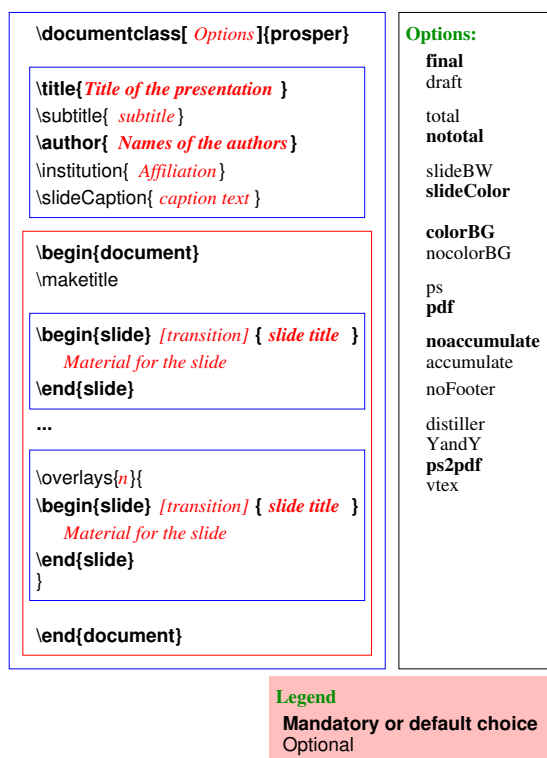 \documentclass[ Options ]{prosper}
\title{Title of the presentation }
\subtitle{ subtitle }
\author{ Names of the authors }
\institution{ Affiliation }
\slideCaption{ caption text }
\begin{document}
\maketitle
\begin{slide} [transition] { slide title }
Material for the slide
\end{slide}
...
\overlays{n}{
\begin{slide} [transition] { slide title }
Material for the slide
\end{slide}
}
\end{document}
Options:
final
draft
total
nototal
slideBW
slideColor
colorBG
nocolorBG
ps
pdf
noaccumulate
accumulate
noFooter
distiller
YandY
ps2pdf
vtex
Legend
Mandatory or default choice
Optional